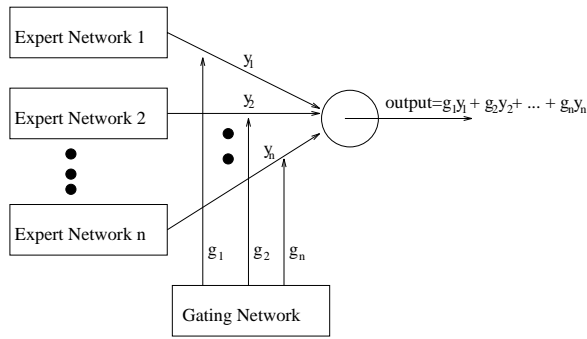 Expert Network 1
y1
y2
output=g1y1 + g2y2+ ... + gnyn
Expert Network 2
yn
Expert Network n
g1
g2
gn
Gating Network